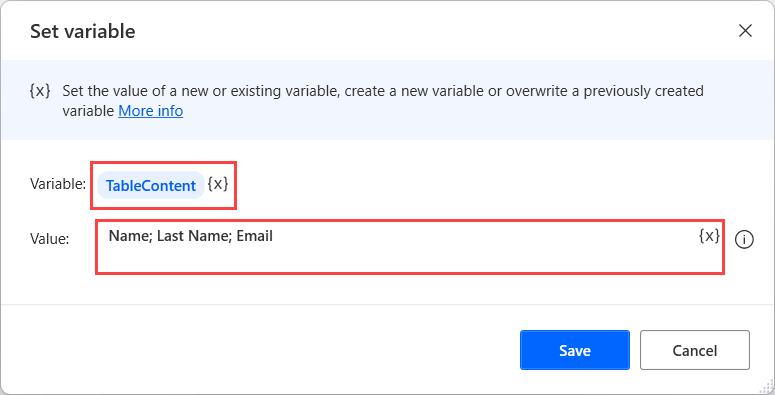 Set variable
{x} Set the value of a new or existing variable, create a new variable or overwrite a previously created
variable More info
Variable: TableContent {x}
Value: Name; Last Name; Email {x}
Save Cancel